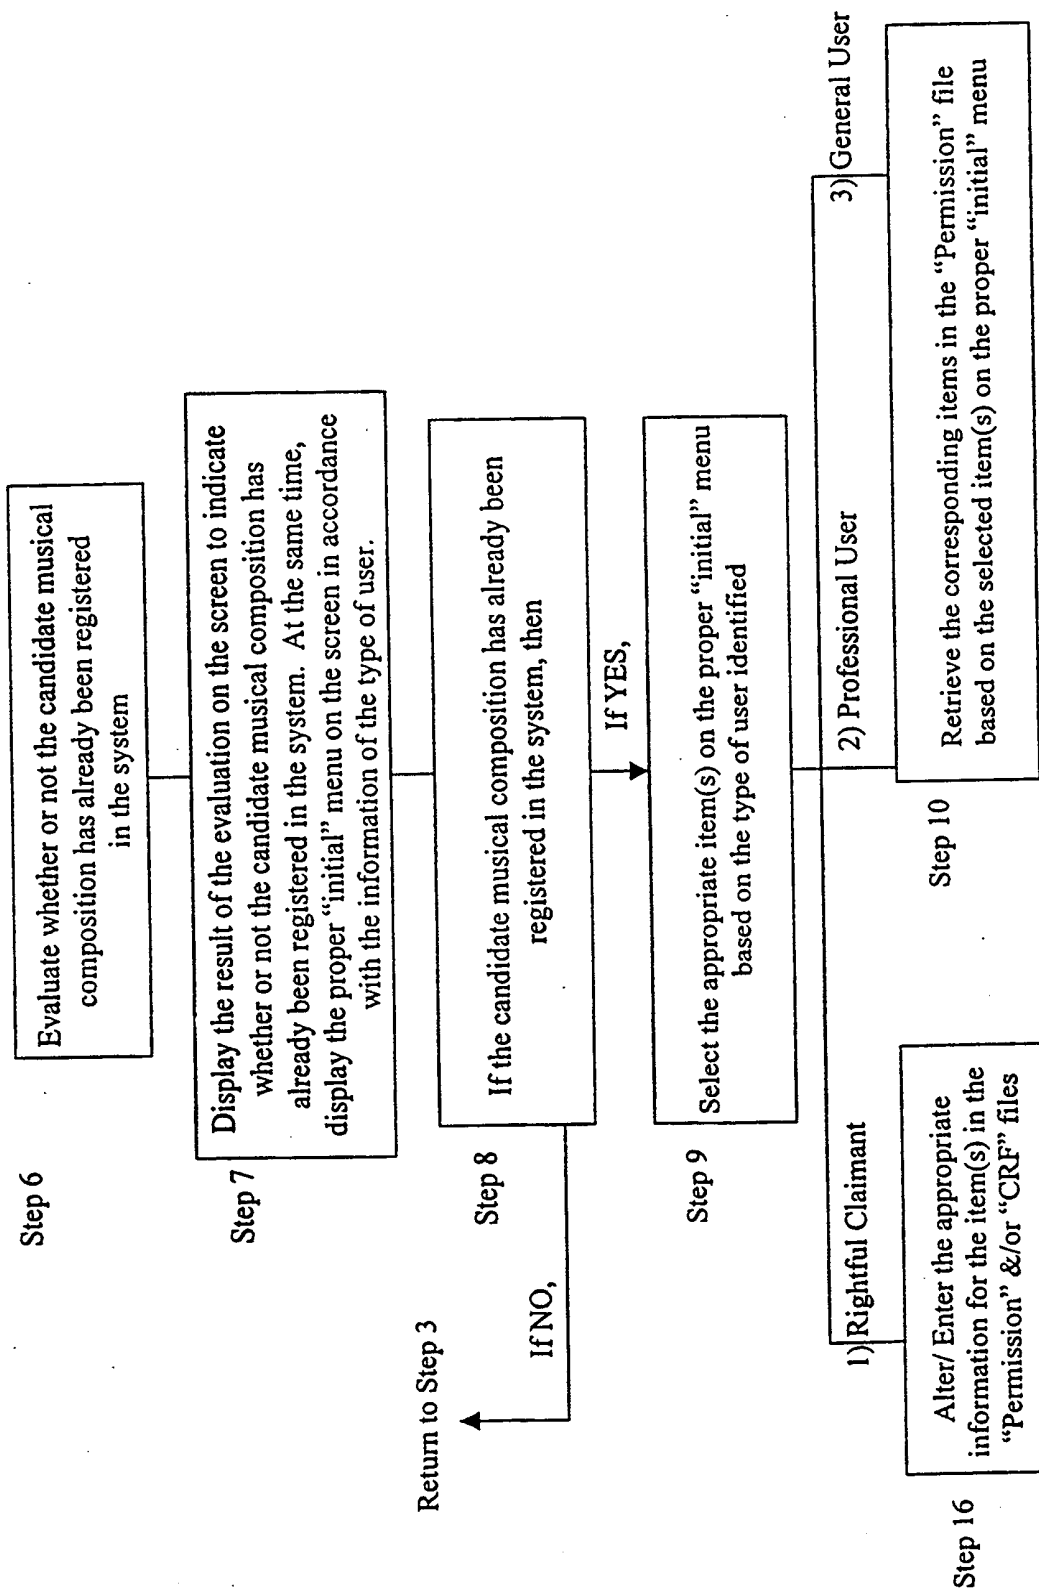 Step 6
Evaluate whether or not the candidate musical
composition has already been registered
in the system
Step 7
Display the result of the evaluation on the screen to indicate
whether or not the candidate musical composition has
already been registered in the system. At the same time,
display the proper “initial” menu on the screen in accordance
with the information of the type of user.
Step 8
If the candidate musical composition has already been
registered in the system, then
If NO,
Return to Step 3
If YES,
Step 9
Select the appropriate item(s) on the proper “initial” menu
based on the type of user identified
1) Rightful Claimant
2) Professional User
3) General User
Step 16
Alter/ Enter the appropriate
information for the item(s) in the
“Permission” &/or “CRF” files
Step 10
Retrieve the corresponding items in the “Permission” file
based on the selected item(s) on the proper “initial” menu